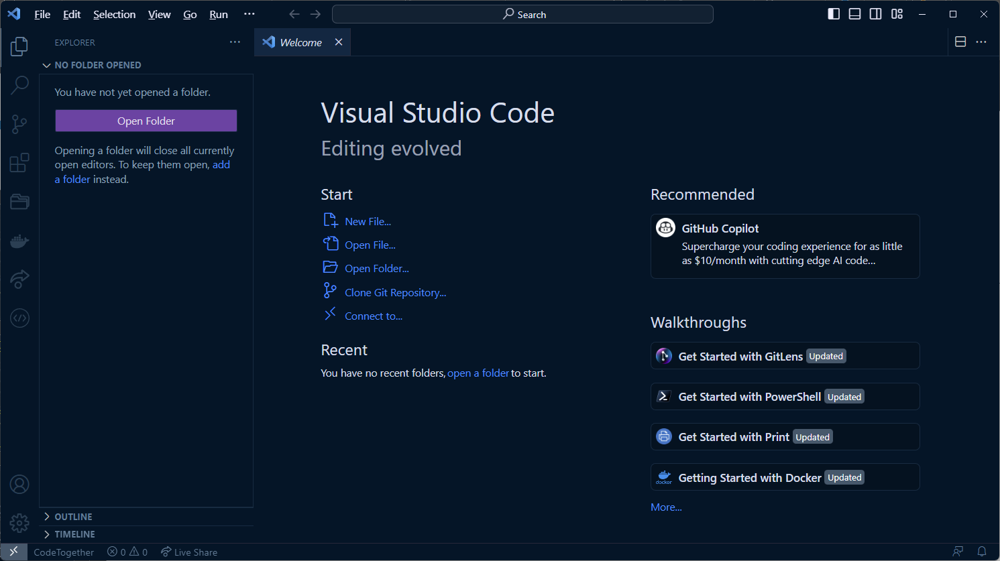 File Edit Selection View Go Run ···
Search
EXPLORER
Welcome
NO FOLDER OPENED
You have not yet opened a folder.
Open Folder
Opening a folder will close all currently
open editors. To keep them open, add
a folder instead.
OUTLINE
TIMELINE
Visual Studio Code
Editing evolved
Start
New File...
Open File...
Open Folder...
Clone Git Repository...
Connect to...
Recent
You have no recent folders, open a folder to start.
Recommended
GitHub Copilot
Supercharge your coding experience for as little
as $10/month with cutting edge AI code...
Walkthroughs
Get Started with GitLens Updated
Get Started with PowerShell Updated
Get Started with Print Updated
docker Getting Started with Docker Updated
More...
CodeTogether 0 0 Live Share